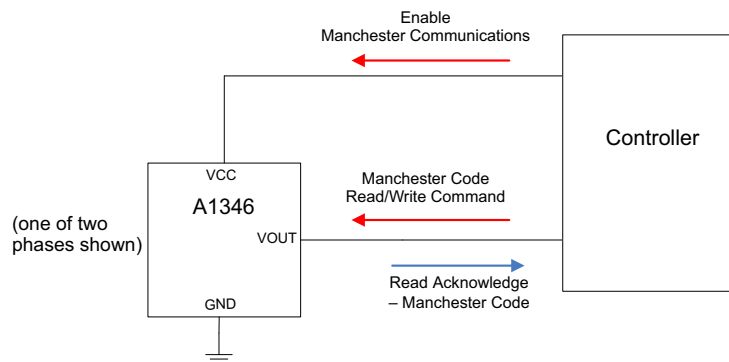 Enable
Manchester Communications
Controller
VCC
A1346
Manchester Code
Read/Write Command
(one of two
phases shown)
VOUT
Read Acknowledge
– Manchester Code
GND